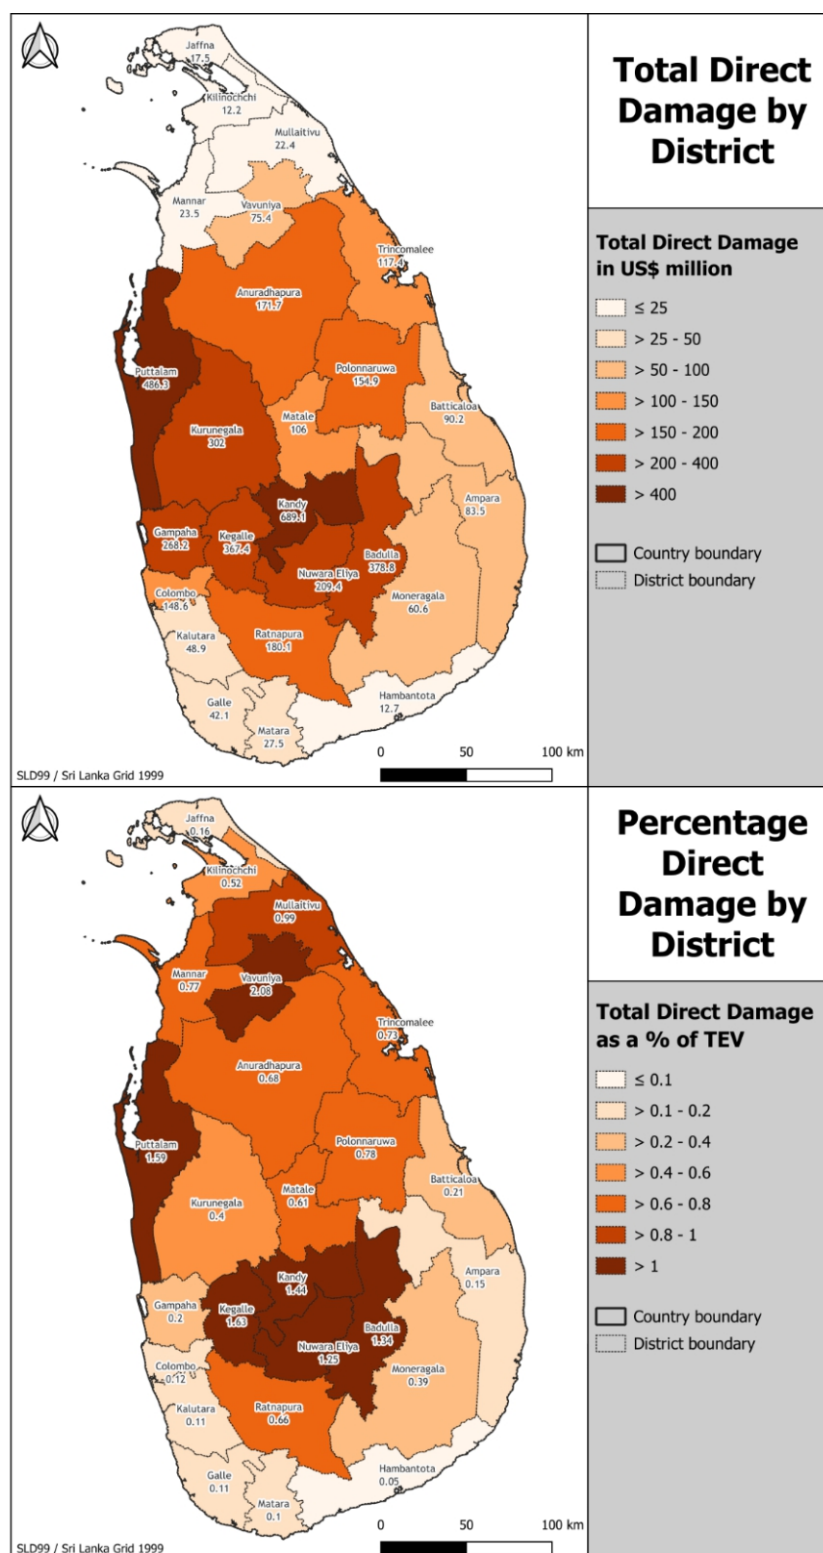 Total Direct
Damage by
District
Total Direct Damage
in US$ million
≤ 25
> 25 - 50
> 50 - 100
> 100 - 150
> 150 - 200
> 200 - 400
> 400
Country boundary
District boundary
Jaffna
17.5
Kilinochchi
12.2
Mullaitivu
22.4
Mannar
23.5
Vavuniya
75.4
Trincomalee
117.4
Anuradhapura
171.7
Puttalam
486.3
Polonnaruwa
154.9
Batticaloa
90.2
Kurunegala
302
Matale
106
Kandy
689.1
Ampara
83.5
Gampaha
268.2
Kegalle
367.4
Badulla
378.8
Nuwara Eliya
209.4
Colombo
148.6
Moneragala
60.6
Kalutara
48.9
Ratnapura
180.1
Galle
42.1
Matara
27.5
Hambantota
12.7
0 50 100 km
SLD99 / Sri Lanka Grid 1999
Percentage
Direct
Damage by
District
Total Direct Damage
as a % of TEV
≤ 0.1
> 0.1 - 0.2
> 0.2 - 0.4
> 0.4 - 0.6
> 0.6 - 0.8
> 0.8 - 1
> 1
Country boundary
District boundary
Jaffna
0.16
Kilinochchi
0.52
Mullaitivu
0.99
Mannar
0.77
Vavuniya
2.08
Trincomalee
0.73
Anuradhapura
0.68
Puttalam
1.59
Polonnaruwa
0.78
Batticaloa
0.21
Kurunegala
0.4
Matale
0.61
Kandy
1.44
Ampara
0.15
Gampaha
0.2
Kegalle
1.63
Badulla
1.34
Nuwara Eliya
1.25
Colombo
0.12
Moneragala
0.39
Kalutara
0.11
Ratnapura
0.66
Galle
0.11
Matara
0.1
Hambantota
0.05
0 50 100 km
SLD99 / Sri Lanka Grid 1999